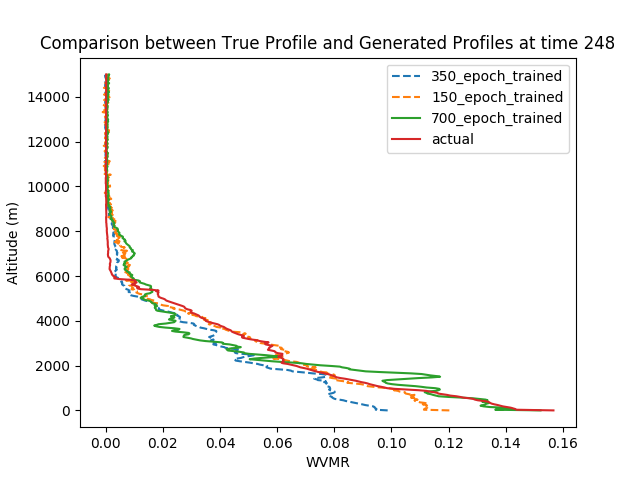 Comparison between True Profile and Generated Profiles at time 248
350_epoch_trained
150_epoch_trained
700_epoch_trained
actual
Altitude (m)
14000
12000
10000
8000
6000
4000
2000
0
0.00 0.02 0.04 0.06 0.08 0.10 0.12 0.14 0.16
WVMR